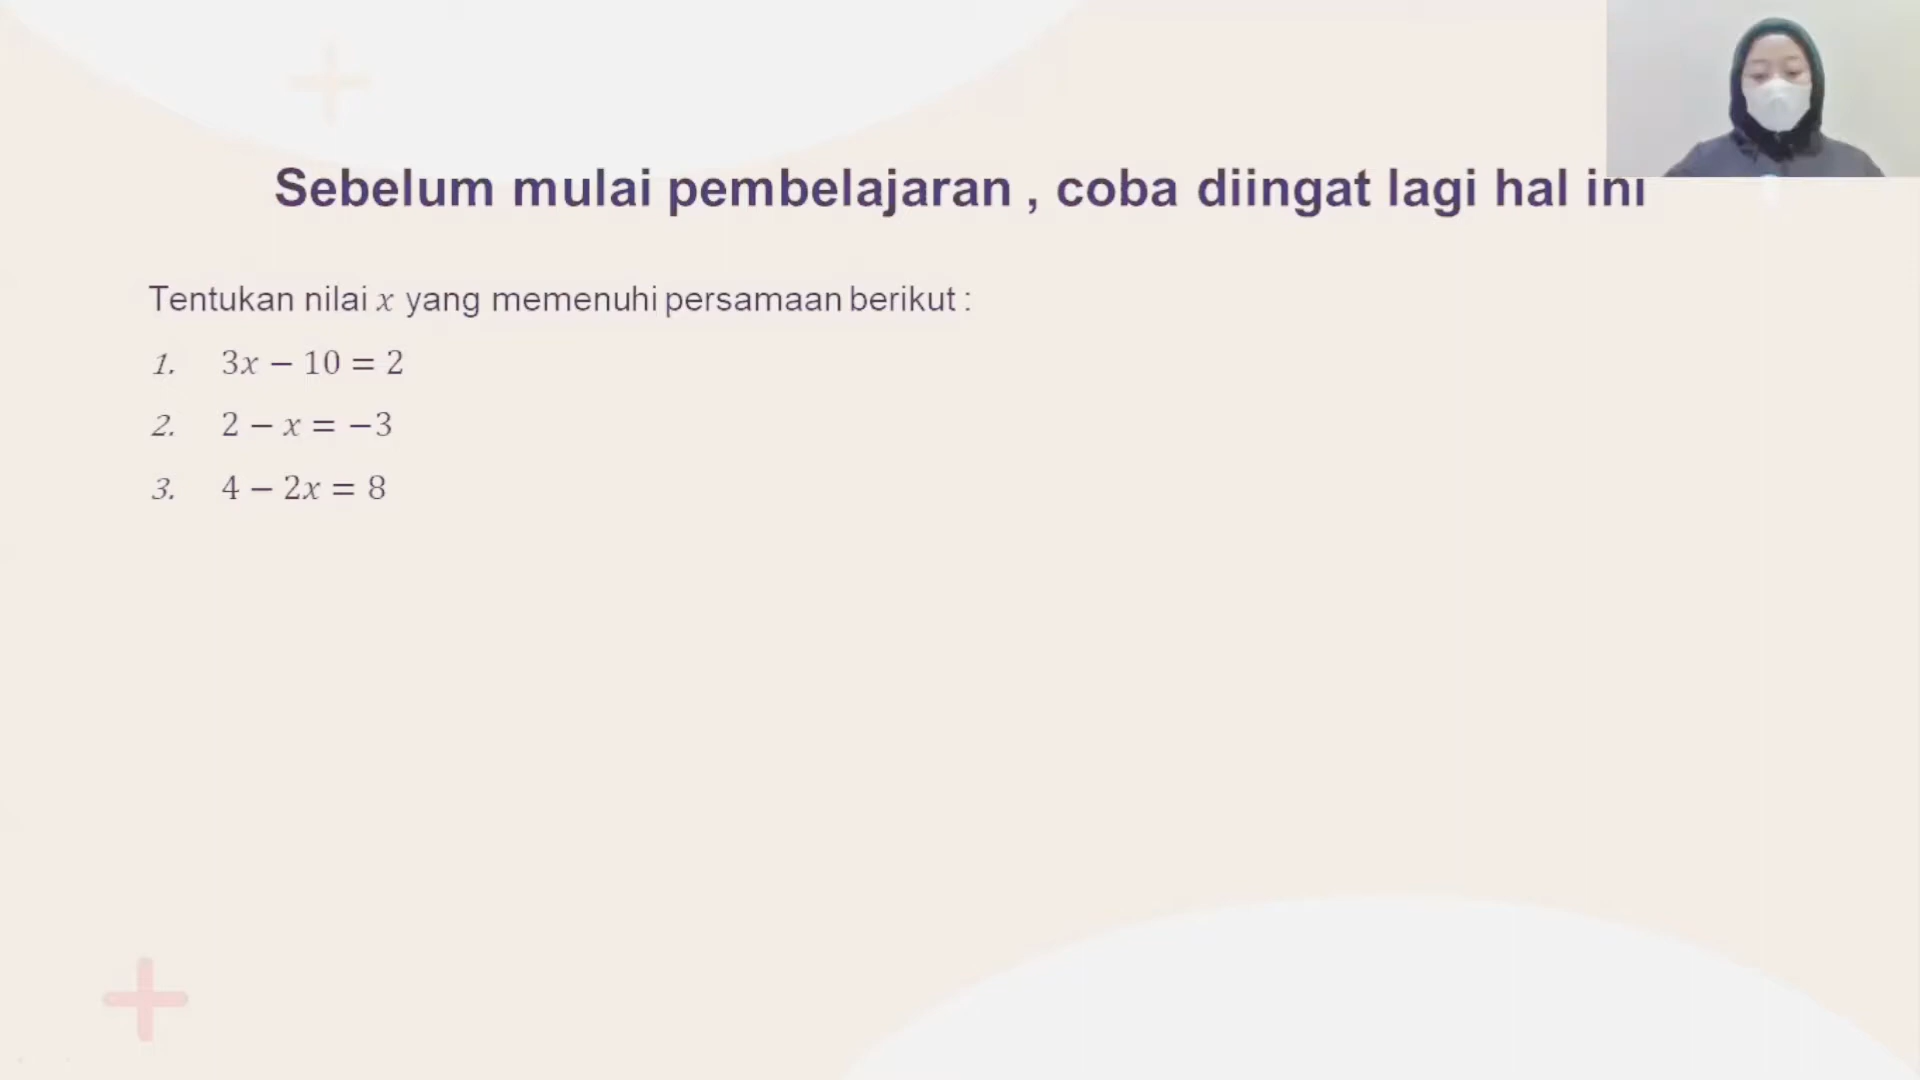 Sebelum mulai pembelajaran , coba diingat lagi hal ini
Tentukan nilai x yang memenuhi persamaan berikut :
1. 3x − 10 = 2
2. 2 − x = −3
3. 4 − 2x = 8